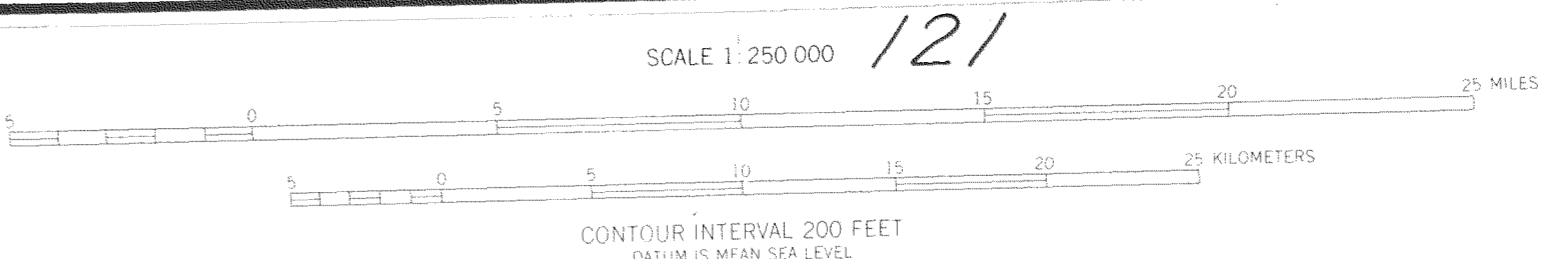 SCALE 1:250 000 121
5 0 5 10 15 20 25 MILES
5 0 5 10 15 20 25 KILOMETERS
CONTOUR INTERVAL 200 FEET
DATUM IS MEAN SEA LEVEL